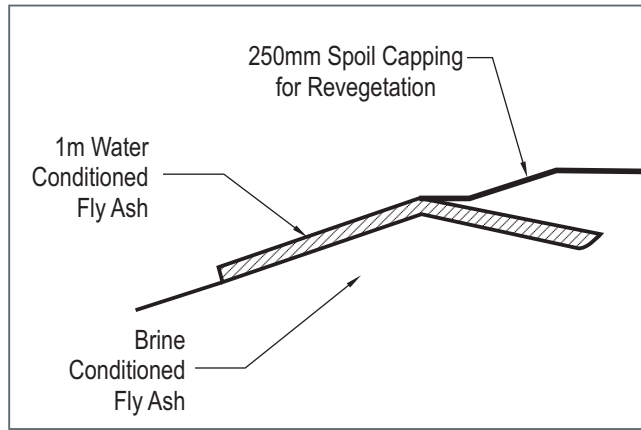 250mm Spoil Capping
for Revegetation
1m Water
Conditioned
Fly Ash
Brine
Conditioned
Fly Ash